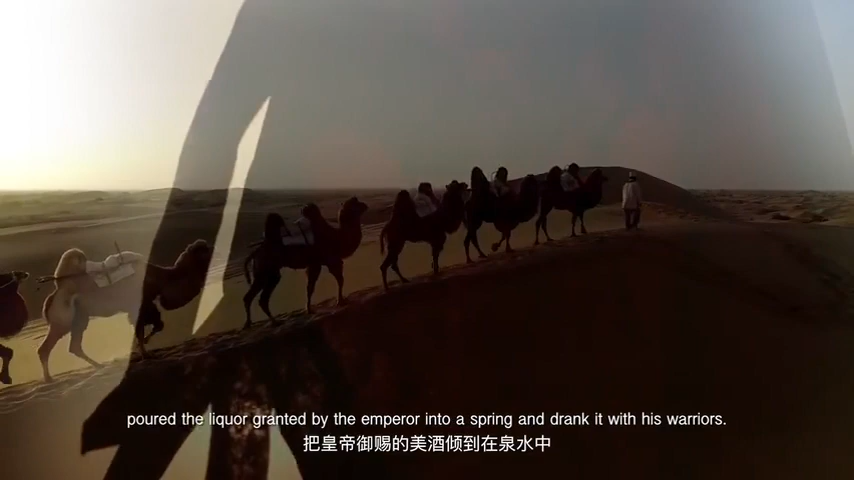 poured the liquor granted by the emperor into a spring and drank it with his warriors.
把皇帝御赐的美酒倾到在泉水中